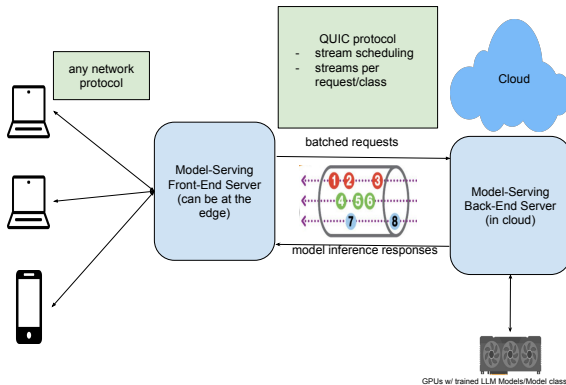 any network
protocol
QUIC protocol
- stream scheduling
- streams per
request/class
Cloud
batched requests
Model-Serving
Front-End Server
(can be at the
edge)
1 2 3
4 5 6
7 8
Model-Serving
Back-End Server
(in cloud)
model inference responses
GPUs w/ trained LLM Models/Model class